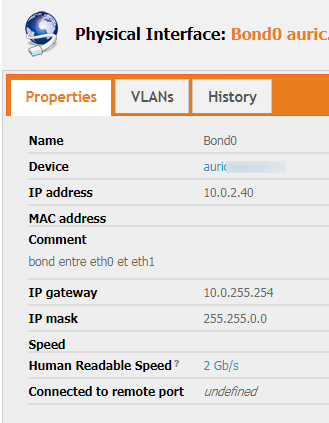 Physical Interface: Bond0 auric.
Properties VLANs History
Name Bond0
Device auric
IP address 10.0.2.40
MAC address
Comment
bond entre eth0 et eth1
IP gateway 10.0.255.254
IP mask 255.255.0.0
Speed
Human Readable Speed ? 2 Gb/s
Connected to remote port undefined